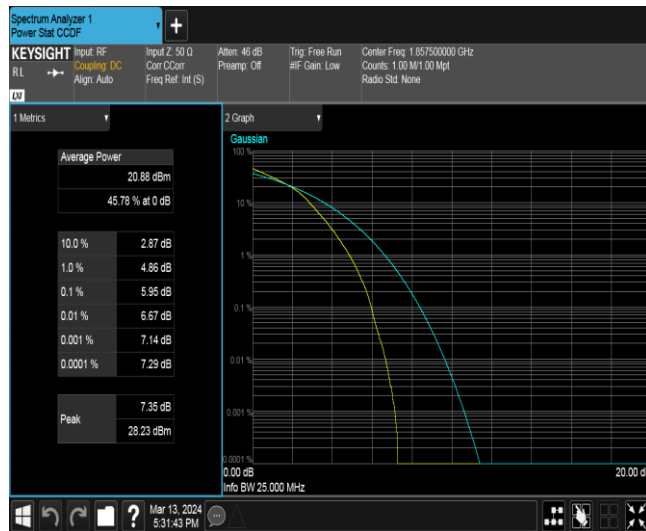 Spectrum Analyzer 1
Power Stat CCDF
+
KEYSIGHT
RL
LXI
Input: RF
Coupling: DC
Align: Auto
Input Z: 50 Ω
Corr CCorr
Freq Ref: Int (S)
Atten: 46 dB
Preamp: Off
Trig: Free Run
#IF Gain: Low
Center Freq: 1.857500000 GHz
Counts: 1.00 M/1.00 Mpt
Radio Std: None
1 Metrics
Average Power
20.88 dBm
45.78 % at 0 dB
10.0 % 2.87 dB
1.0 % 4.86 dB
0.1 % 5.95 dB
0.01 % 6.67 dB
0.001 % 7.14 dB
0.0001 % 7.29 dB
Peak
7.35 dB
28.23 dBm
2 Graph
Gaussian
100 %
10 %
1 %
0.1 %
0.01 %
0.001 %
0.0001 %
0.00 dB
20.00 d
Info BW 25.000 MHz
?
Mar 13, 2024
5:31:43 PM